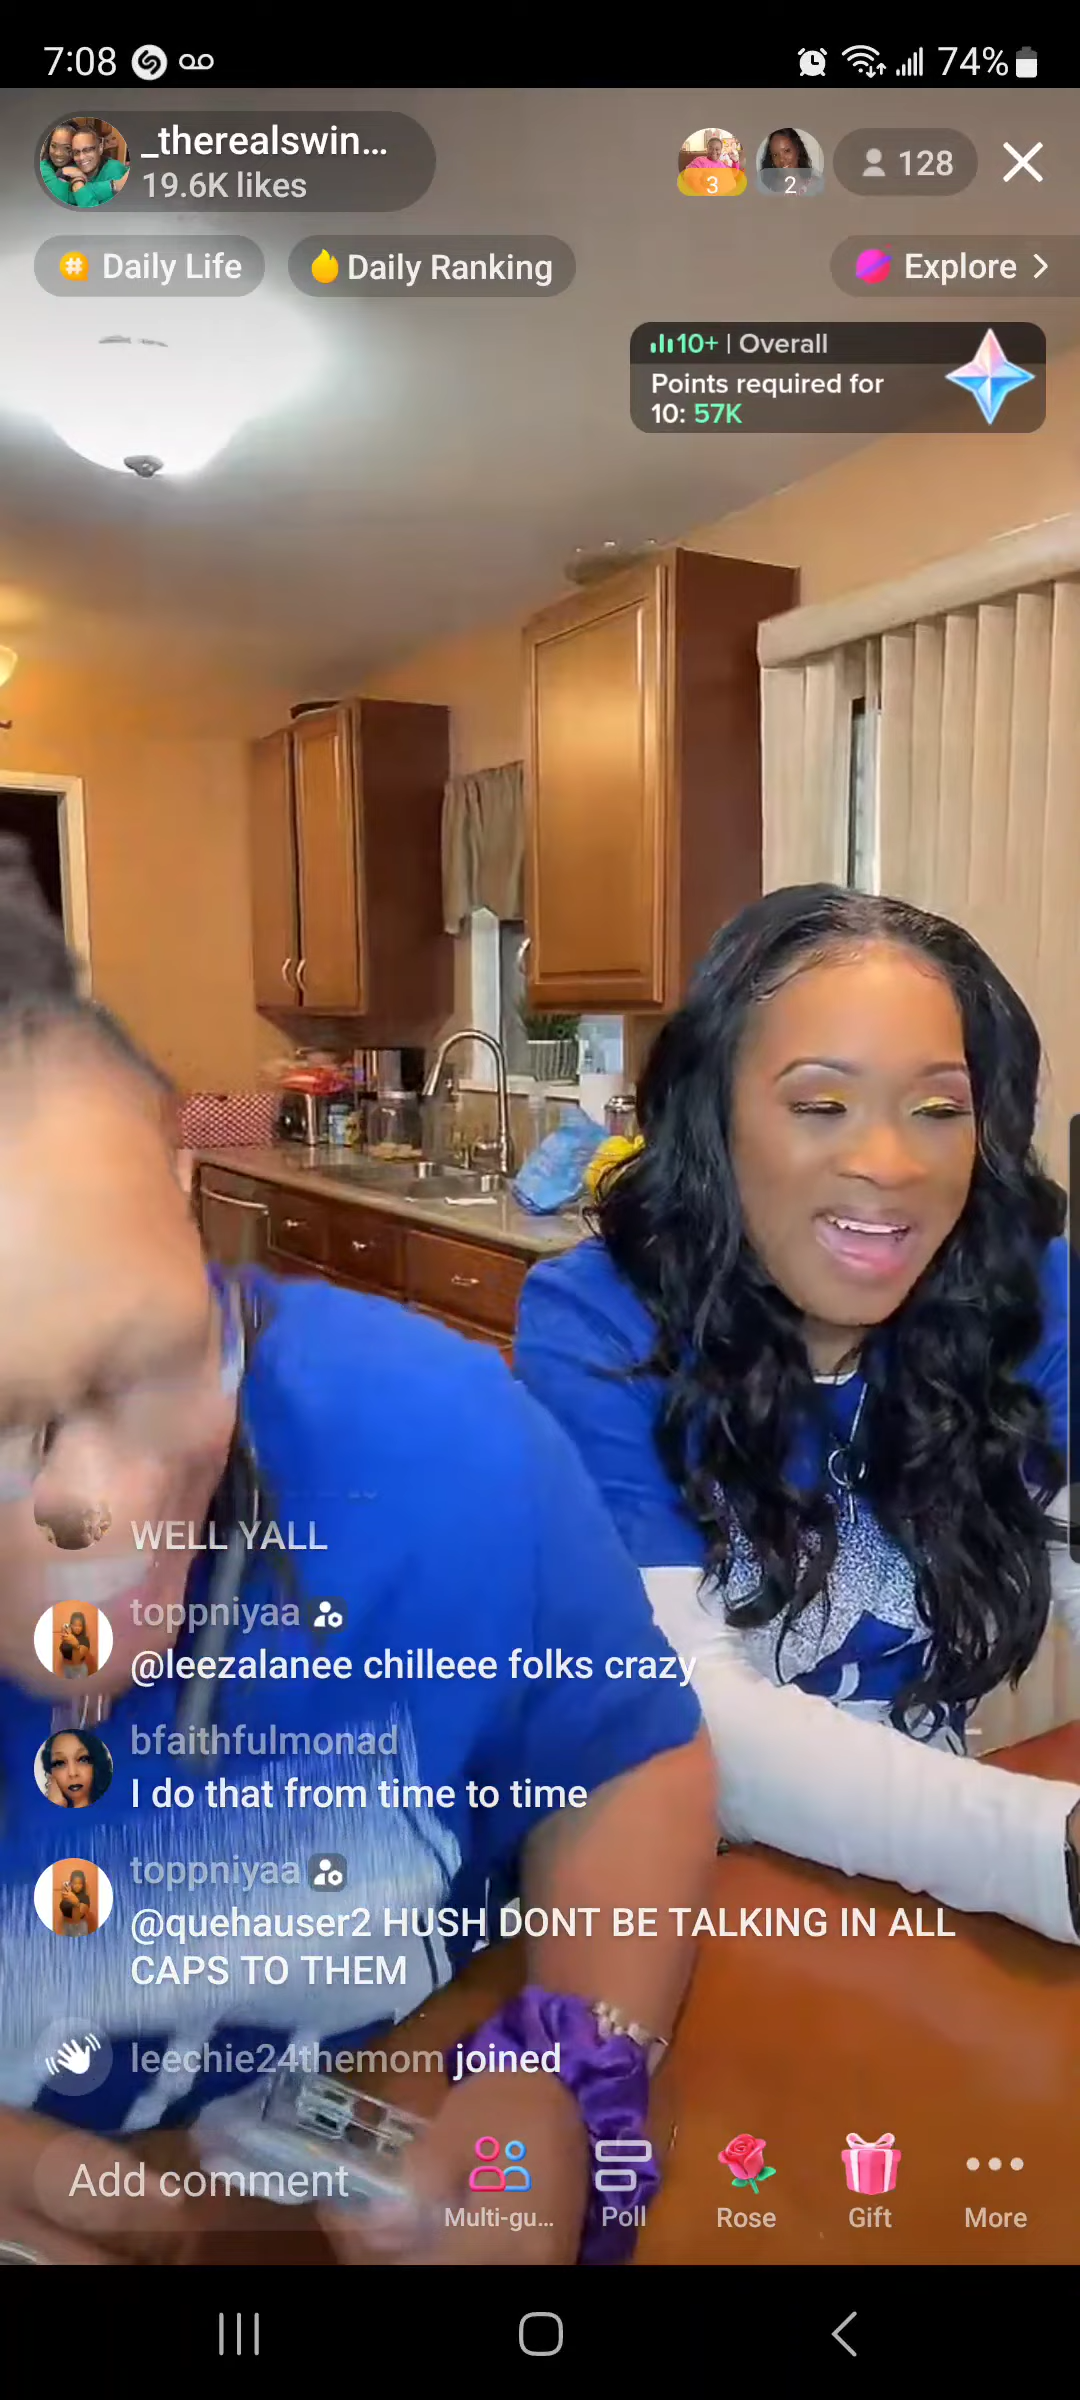 7:08
74%
_therealswin...
19.6K likes
3
2
128
Daily Life
Daily Ranking
Explore
10+ | Overall
Points required for
10: 57K
WELL YALL
toppniyaa
@leezalanee chilleee folks crazy
bfaithfulmonad
I do that from time to time
toppniyaa
@quehauser2 HUSH DONT BE TALKING IN ALL
CAPS TO THEM
leechie24themom joined
Add comment
Multi-gu...
Poll
Rose
Gift
More